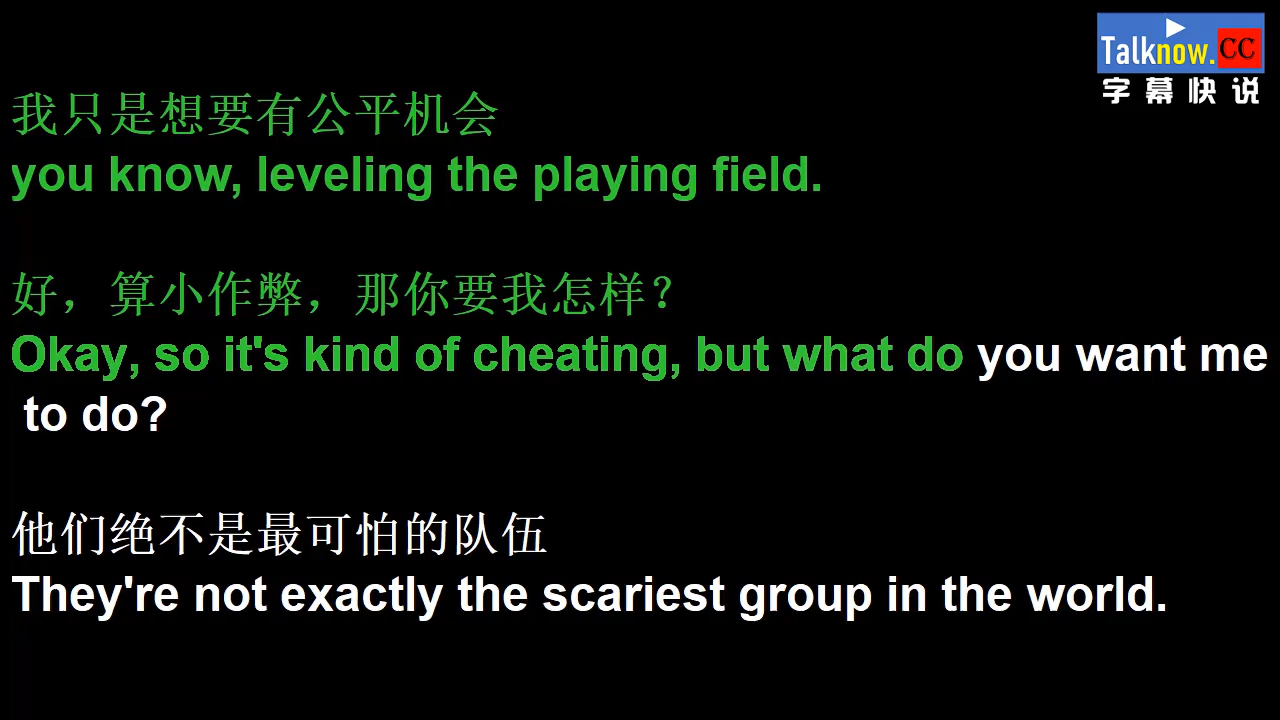 Talknow.CC
字幕快说
我只是想要有公平机会
you know, leveling the playing field.
好，算小作弊，那你要我怎样？
Okay, so it's kind of cheating, but what do you want me
to do?
他们绝不是最可怕的队伍
They're not exactly the scariest group in the world.